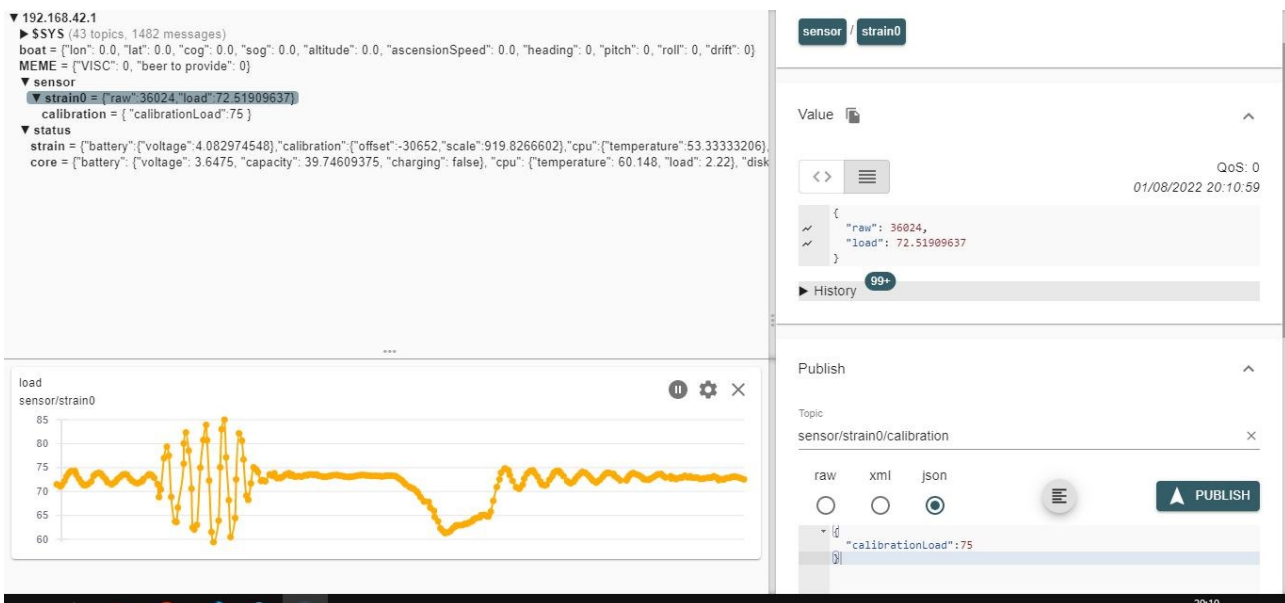 ▼ 192.168.42.1
▶ $SYS (43 topics, 1482 messages)
boat = {"lon": 0.0, "lat": 0.0, "cog": 0.0, "sog": 0.0, "altitude": 0.0, "ascensionSpeed": 0.0, "heading": 0, "pitch": 0, "roll": 0, "drift": 0}
MEME = {"VISC": 0, "beer to provide": 0}
▼ sensor
▼ strain0 = {"raw":36024,"load":72.51909637}
calibration = { "calibrationLoad":75 }
▼ status
strain = {"battery":{"voltage":4.082974548},"calibration":{"offset":-30652,"scale":919.8266602},"cpu":{"temperature":53.33333206},
core = {"battery": {"voltage": 3.6475, "capacity": 39.74609375, "charging": false}, "cpu": {"temperature": 60.148, "load": 2.22}, "disk
load
sensor/strain0
85
80
75
70
65
60
sensor / strain0
Value
QoS: 0
01/08/2022 20:10:59
{
"raw": 36024,
"load": 72.51909637
}
▶ History 99+
Publish
Topic
sensor/strain0/calibration
raw xml json
PUBLISH
{
"calibrationLoad":75
}